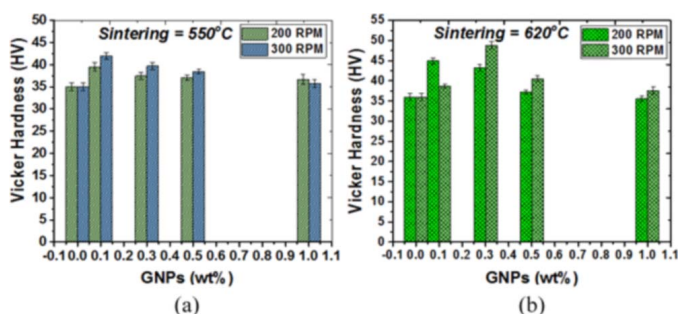 Sintering = 550°C
200 RPM
300 RPM
Vicker Hardness (HV)
50
45
40
35
30
25
20
15
10
5
0
-0.1 0.0 0.1 0.2 0.3 0.4 0.5 0.6 0.7 0.8 0.9 1.0 1.1
GNPs (wt%)
(a)
Sintering = 620°C
200 RPM
300 RPM
Vicker Hardness (HV)
55
50
45
40
35
30
25
20
15
10
5
0
-0.1 0.0 0.1 0.2 0.3 0.4 0.5 0.6 0.7 0.8 0.9 1.0 1.1
GNPs (wt%)
(b)